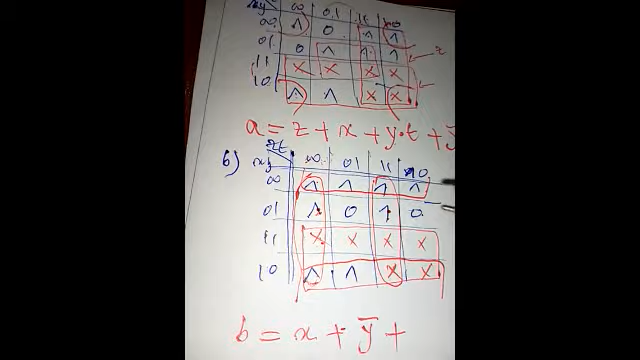 xy 00 01 11 10
00 1 0 1 1
01 0 1 1 1
11 x x x x
10 1 1 x x
a = z + x + y·t + y̅
b) zt
xy 00 01 11 10
00 1 1 1 1
01 1 0 1 0
11 x x x x
10 1 1 x x
b = x + y̅ +